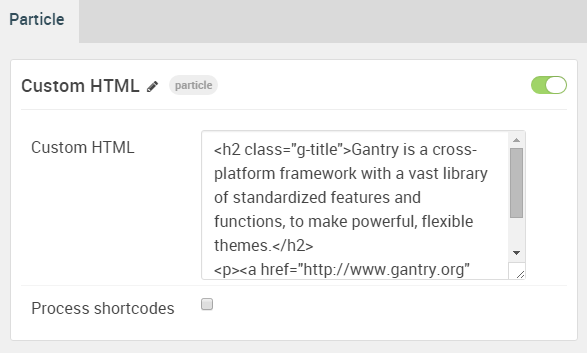 Particle
Custom HTML particle
Custom HTML
<h2 class="g-title">Gantry is a cross-
platform framework with a vast library
of standardized features and
functions, to make powerful, flexible
themes.</h2>
<p><a href="http://www.gantry.org"
Process shortcodes